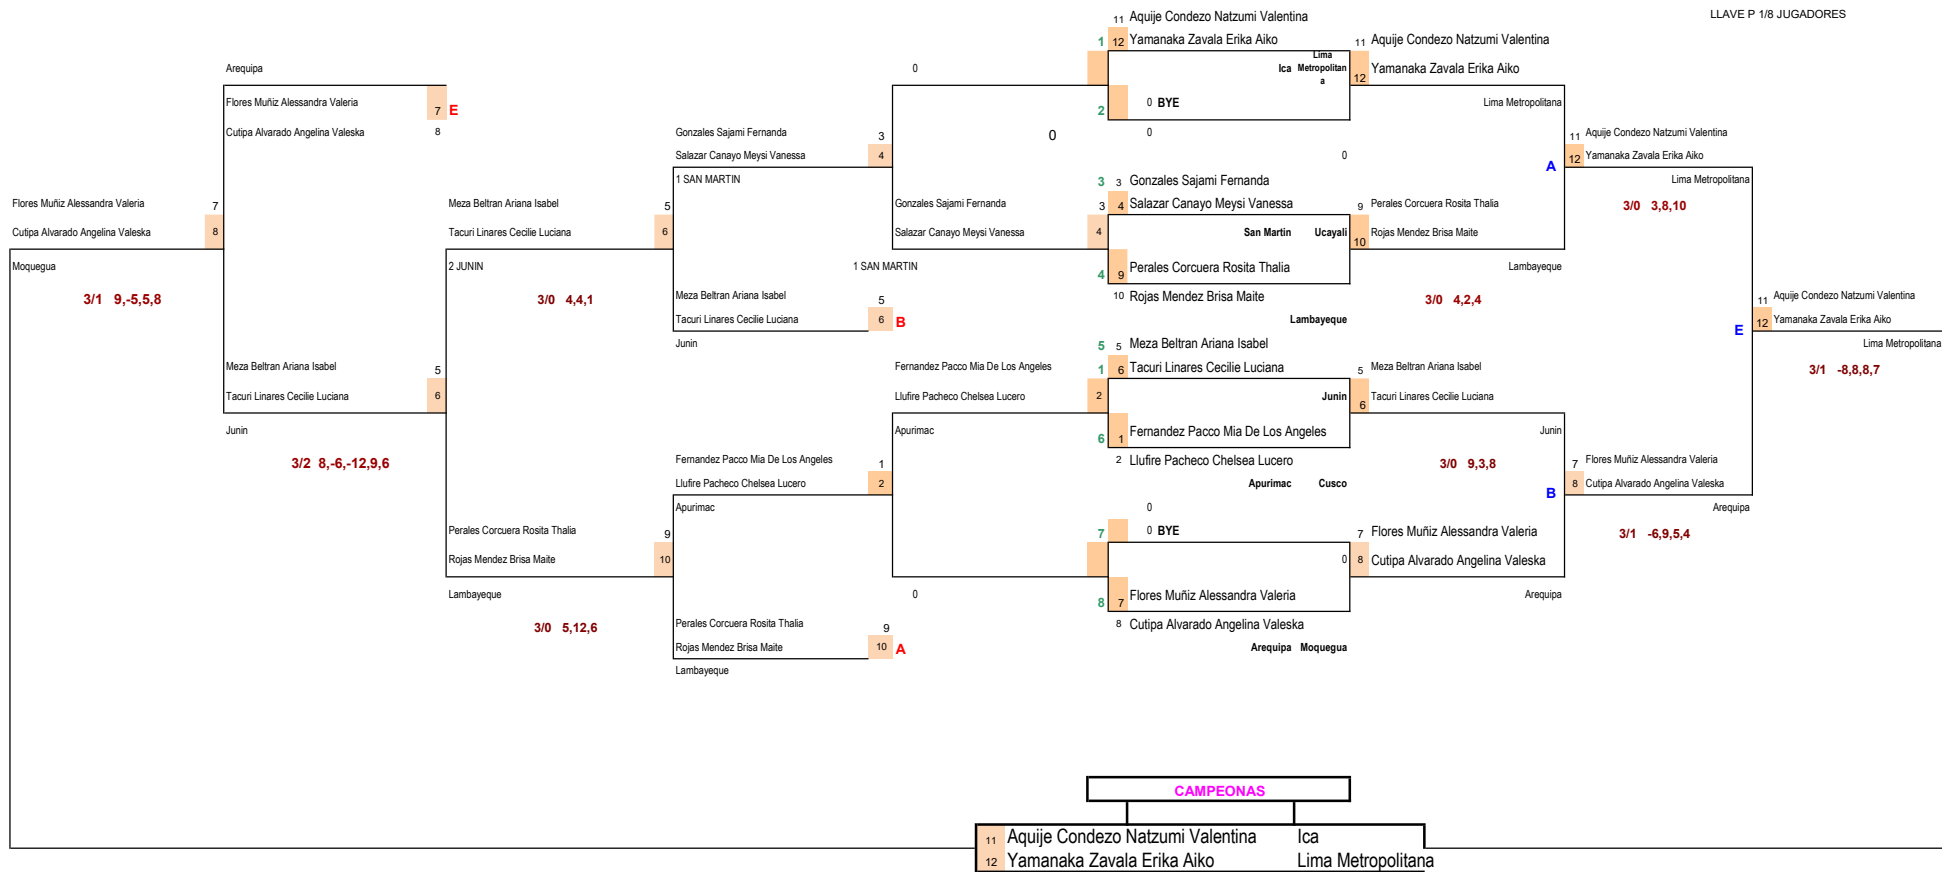 LLAVE P 1/8 JUGADORES
11 Aquije Condezo Natzumi Valentina
1 12 Yamanaka Zavala Erika Aiko
Ica Lima Metropolitana
2 0 BYE
0
0
0
0
3 3 Gonzales Sajami Fernanda
3 4 Salazar Canayo Meysi Vanessa
San Martin Ucayali
4 9 Perales Corcuera Rosita Thalia
10 Rojas Mendez Brisa Maite
Lambayeque
5 5 Meza Beltran Ariana Isabel
1 6 Tacuri Linares Cecilie Luciana
Junin
6 1 Fernandez Pacco Mia De Los Angeles
2 Llufire Pacheco Chelsea Lucero
Apurimac Cusco
0
7 0 BYE
0
8 7 Flores Muñiz Alessandra Valeria
8 Cutipa Alvarado Angelina Valeska
Arequipa Moquegua
11 Aquije Condezo Natzumi Valentina
12 Yamanaka Zavala Erika Aiko
Lima Metropolitana
9 Perales Corcuera Rosita Thalia
10 Rojas Mendez Brisa Maite
Lambayeque
3/0 4,2,4
5 Meza Beltran Ariana Isabel
6 Tacuri Linares Cecilie Luciana
Junin
3/0 9,3,8
7 Flores Muñiz Alessandra Valeria
8 Cutipa Alvarado Angelina Valeska
Arequipa
A
11 Aquije Condezo Natzumi Valentina
12 Yamanaka Zavala Erika Aiko
Lima Metropolitana
3/0 3,8,10
B
7 Flores Muñiz Alessandra Valeria
8 Cutipa Alvarado Angelina Valeska
Arequipa
3/1 -6,9,5,4
E
11 Aquije Condezo Natzumi Valentina
12 Yamanaka Zavala Erika Aiko
Lima Metropolitana
3/1 -8,8,8,7
0
Gonzales Sajami Fernanda
Salazar Canayo Meysi Vanessa 4
1 SAN MARTIN
Fernandez Pacco Mia De Los Angeles
Llufire Pacheco Chelsea Lucero 2
Apurimac
0
Gonzales Sajami Fernanda 3
Salazar Canayo Meysi Vanessa 4
1 SAN MARTIN
Meza Beltran Ariana Isabel 5
Tacuri Linares Cecilie Luciana 6 B
Junin
Fernandez Pacco Mia De Los Angeles 1
Llufire Pacheco Chelsea Lucero 2
Apurimac
Perales Corcuera Rosita Thalia 9
Rojas Mendez Brisa Maite 10 A
Lambayeque
Meza Beltran Ariana Isabel 5
Tacuri Linares Cecilie Luciana 6
2 JUNIN
3/0 4,4,1
Perales Corcuera Rosita Thalia 9
Rojas Mendez Brisa Maite 10
Lambayeque
3/0 5,12,6
Arequipa
Flores Muñiz Alessandra Valeria 7 E
Cutipa Alvarado Angelina Valeska 8
Meza Beltran Ariana Isabel 5
Tacuri Linares Cecilie Luciana 6
Junin
3/2 8,-6,-12,9,6
Flores Muñiz Alessandra Valeria 7
Cutipa Alvarado Angelina Valeska 8
Moquegua
3/1 9,-5,5,8
CAMPEONAS
11 Aquije Condezo Natzumi Valentina Ica
12 Yamanaka Zavala Erika Aiko Lima Metropolitana